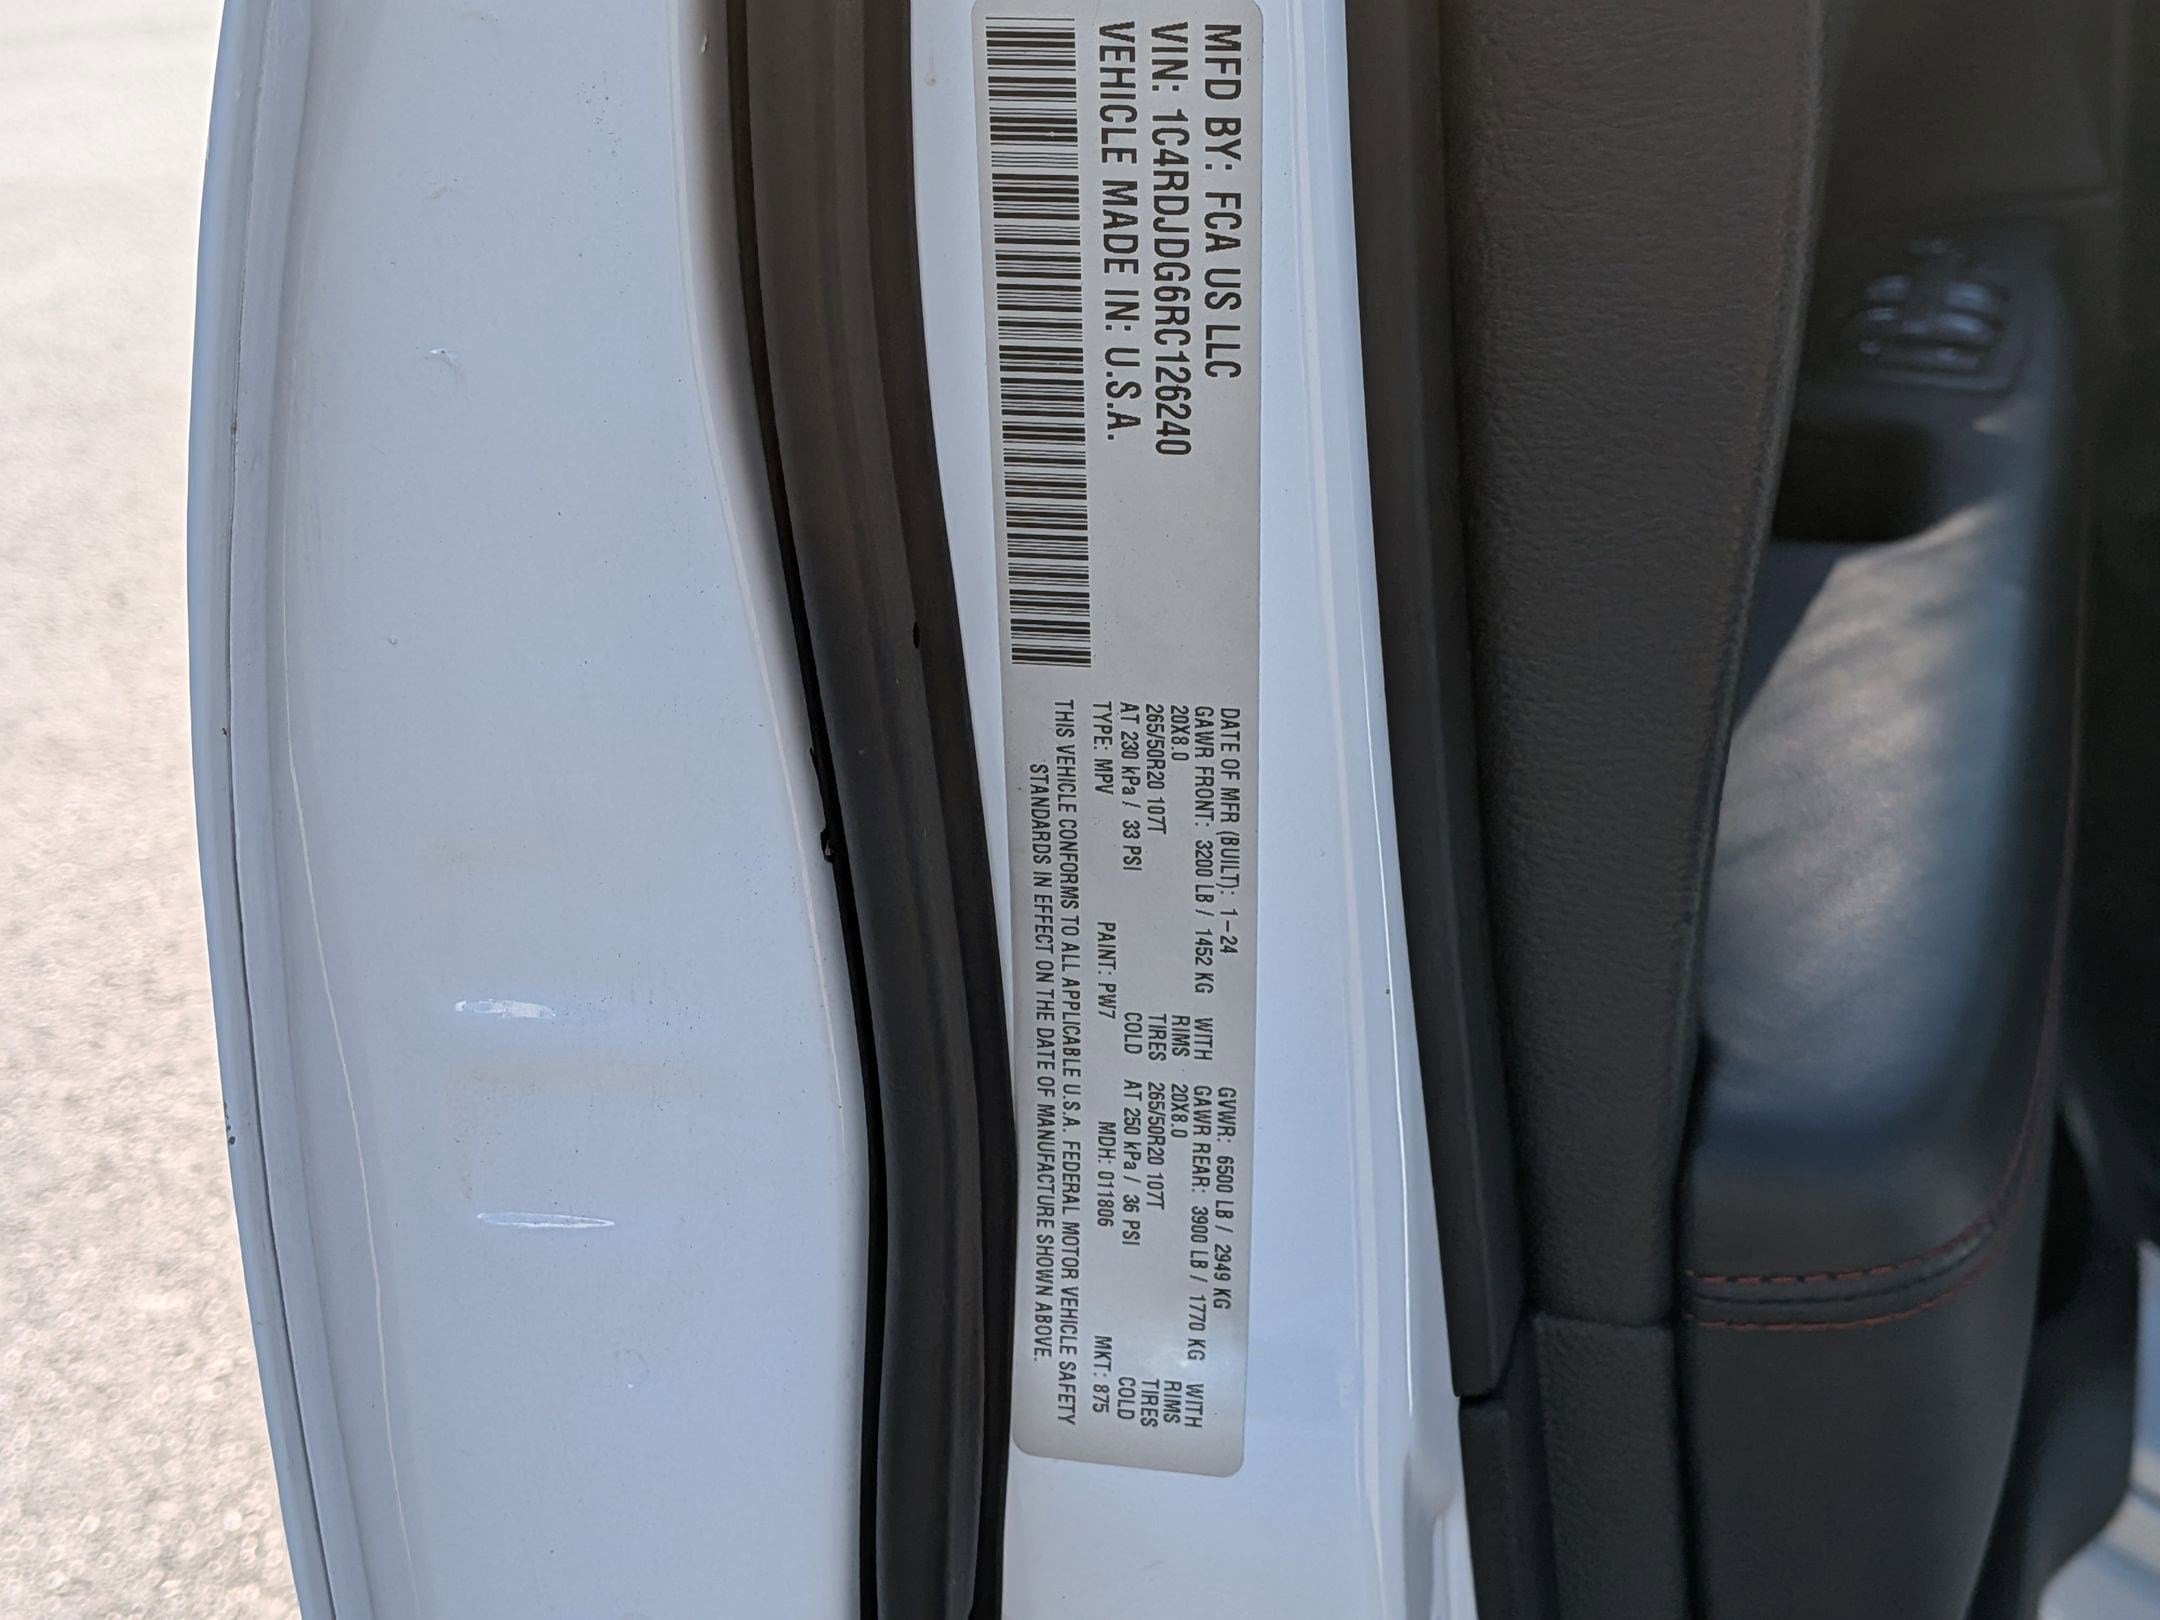 MFD BY: FCA US LLC
VIN: 1C4RDJDG6RC126240
VEHICLE MADE IN: U.S.A.
DATE OF MFR (BUILT): 1-24 GVWR: 6500 LB / 2949 KG
GAWR FRONT: 3200 LB / 1452 KG WITH GAWR REAR: 3900 LB / 1770 KG WITH
20X8.0 RIMS 20X8.0 RIMS
265/50R20 107T TIRES 265/50R20 107T TIRES
AT 230 kPa / 33 PSI COLD AT 250 kPa / 36 PSI COLD
TYPE: MPV PAINT: PW7 MDH: 011806 MKT: 875
THIS VEHICLE CONFORMS TO ALL APPLICABLE U.S.A. FEDERAL MOTOR VEHICLE SAFETY
STANDARDS IN EFFECT ON THE DATE OF MANUFACTURE SHOWN ABOVE.